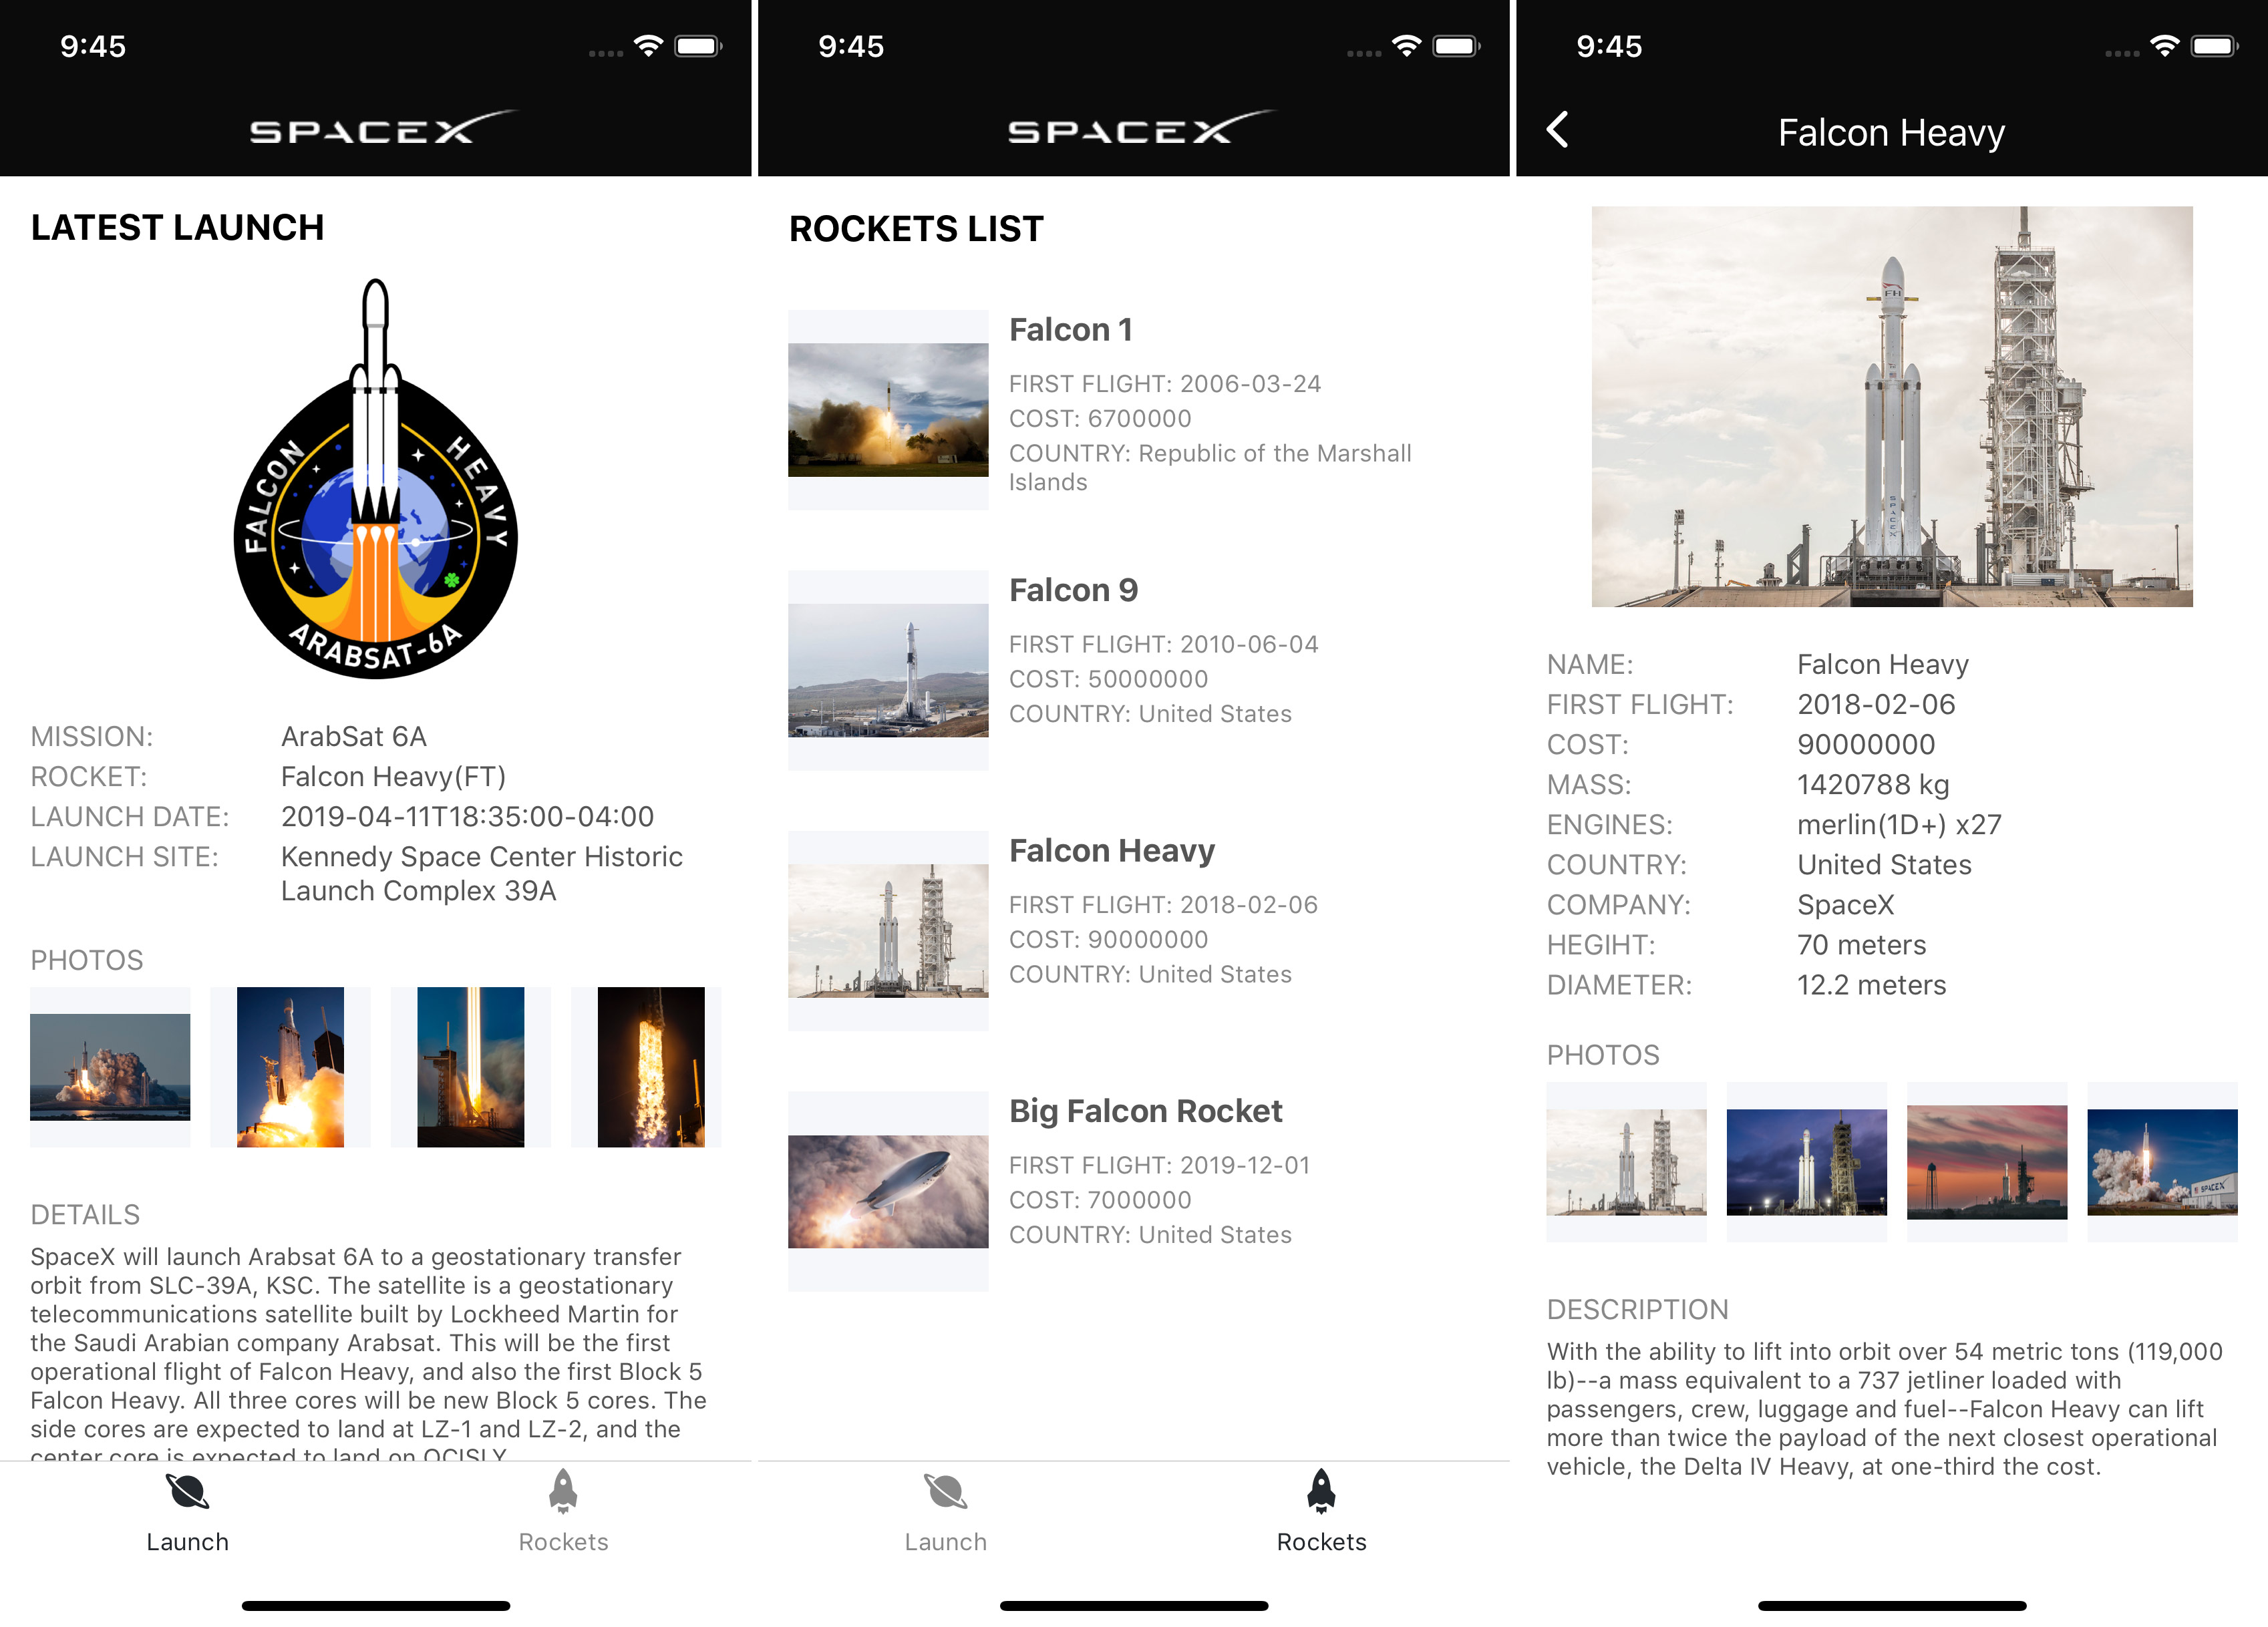 9:45
SPACEX
LATEST LAUNCH
FALCON HEAVY
ARABSAT-6A
MISSION: ArabSat 6A
ROCKET: Falcon Heavy(FT)
LAUNCH DATE: 2019-04-11T18:35:00-04:00
LAUNCH SITE: Kennedy Space Center Historic
Launch Complex 39A
PHOTOS
DETAILS
SpaceX will launch Arabsat 6A to a geostationary transfer
orbit from SLC-39A, KSC. The satellite is a geostationary
telecommunications satellite built by Lockheed Martin for
the Saudi Arabian company Arabsat. This will be the first
operational flight of Falcon Heavy, and also the first Block 5
Falcon Heavy. All three cores will be new Block 5 cores. The
side cores are expected to land at LZ-1 and LZ-2, and the
center core is expected to land on OCISLY.
Launch
Rockets
9:45
SPACEX
ROCKETS LIST
Falcon 1
FIRST FLIGHT: 2006-03-24
COST: 6700000
COUNTRY: Republic of the Marshall
Islands
Falcon 9
FIRST FLIGHT: 2010-06-04
COST: 50000000
COUNTRY: United States
Falcon Heavy
FIRST FLIGHT: 2018-02-06
COST: 90000000
COUNTRY: United States
Big Falcon Rocket
FIRST FLIGHT: 2019-12-01
COST: 7000000
COUNTRY: United States
Launch
Rockets
9:45
Falcon Heavy
FH
SPACEX
NAME: Falcon Heavy
FIRST FLIGHT: 2018-02-06
COST: 90000000
MASS: 1420788 kg
ENGINES: merlin(1D+) x27
COUNTRY: United States
COMPANY: SpaceX
HEGIHT: 70 meters
DIAMETER: 12.2 meters
PHOTOS
SPACEX
DESCRIPTION
With the ability to lift into orbit over 54 metric tons (119,000
lb)--a mass equivalent to a 737 jetliner loaded with
passengers, crew, luggage and fuel--Falcon Heavy can lift
more than twice the payload of the next closest operational
vehicle, the Delta IV Heavy, at one-third the cost.